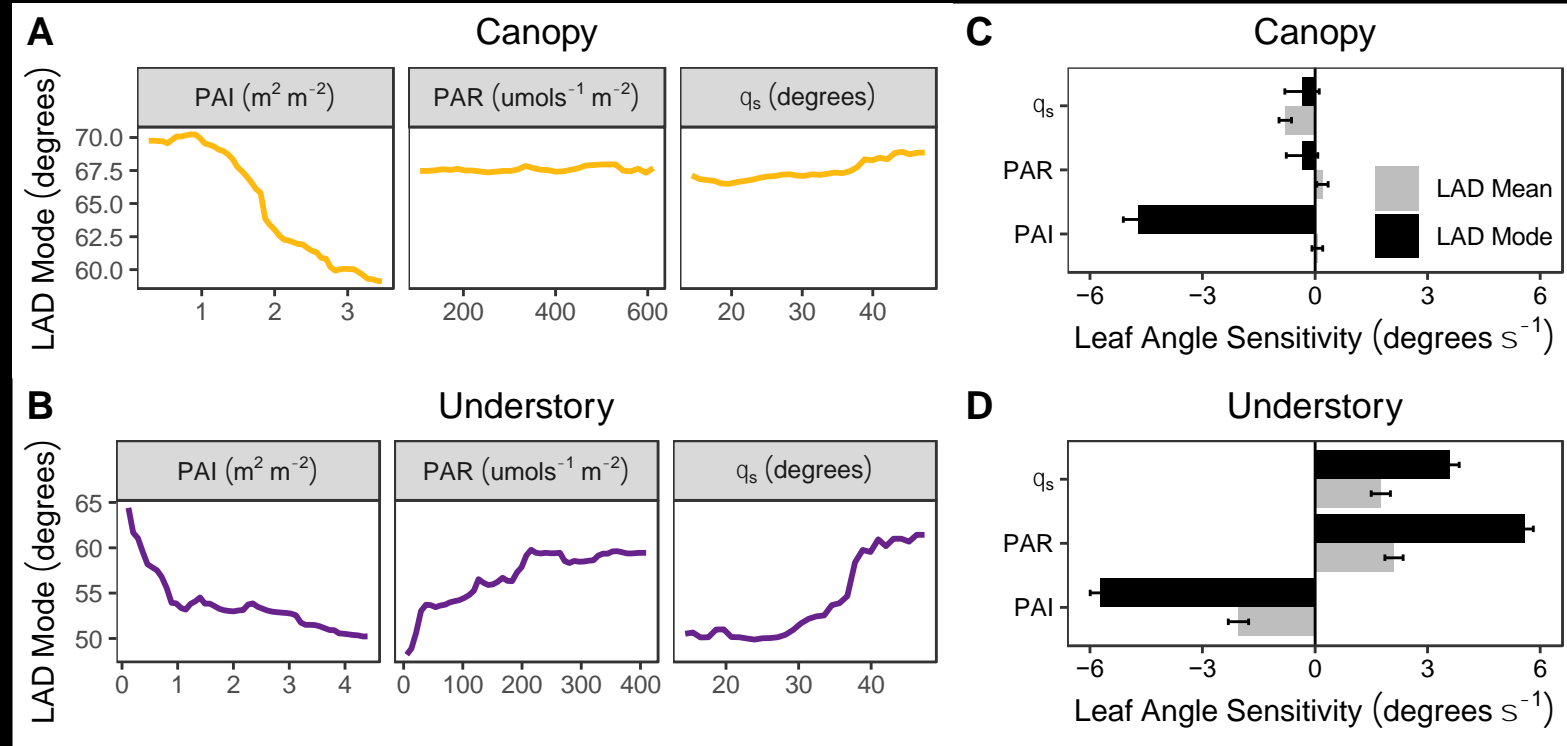 A
Canopy
PAI (m² m⁻²)
PAR (umols⁻¹ m⁻²)
qₛ (degrees)
LAD Mode (degrees)
70.0
67.5
65.0
62.5
60.0
1 2 3
200 400 600
20 30 40
B
Understory
PAI (m² m⁻²)
PAR (umols⁻¹ m⁻²)
qₛ (degrees)
LAD Mode (degrees)
65
60
55
50
0 1 2 3 4
0 100 200 300 400
20 30 40
C
Canopy
qₛ
PAR
PAI
LAD Mean
LAD Mode
−6 −3 0 3 6
Leaf Angle Sensitivity (degrees s⁻¹)
D
Understory
qₛ
PAR
PAI
−6 −3 0 3 6
Leaf Angle Sensitivity (degrees s⁻¹)